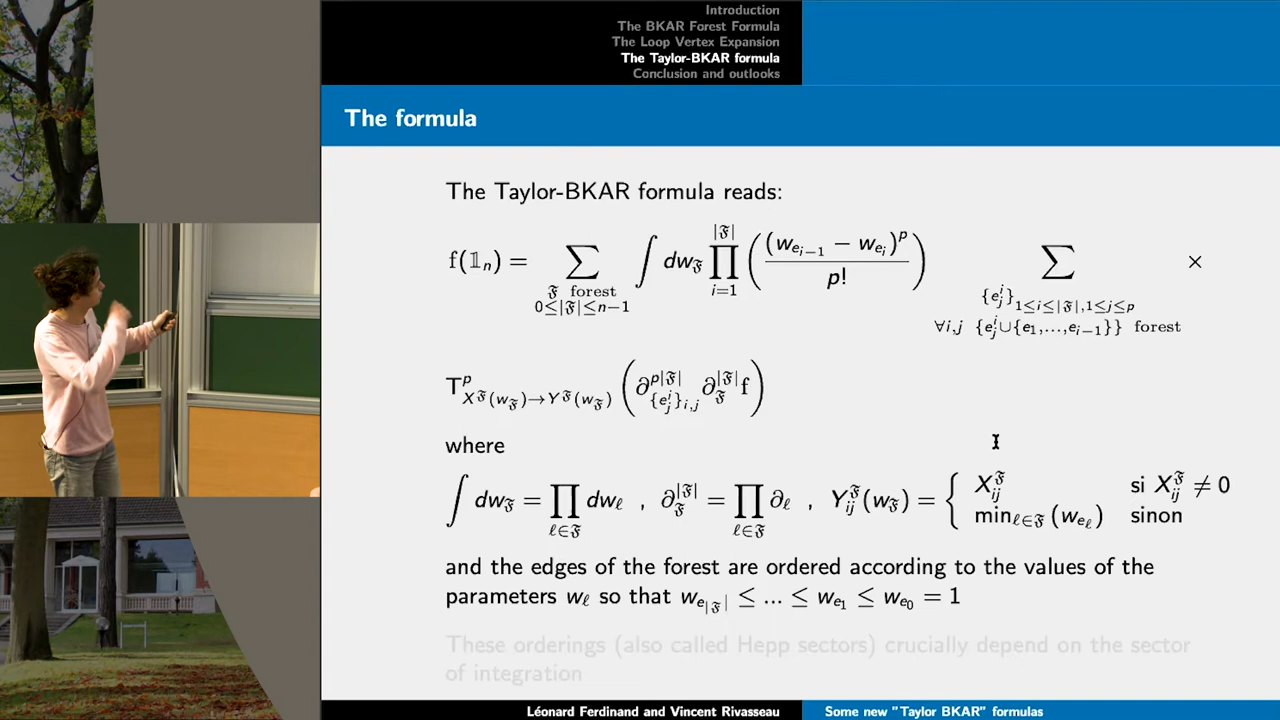 Introduction
The BKAR Forest Formula
The Loop Vertex Expansion
The Taylor-BKAR formula
Conclusion and outlooks
The formula
The Taylor-BKAR formula reads:
f(𝟙ₙ) = ∑_{𝔉 forest, 0≤|𝔉|≤n−1} ∫ dw_𝔉 ∏_{i=1}^{|𝔉|} ( (w_{e_{i−1}} − w_{e_i})^p / p! ) ∑_{{e_j^i}_{1≤i≤|𝔉|,1≤j≤p} ∀i,j {e_j^i∪{e_1,…,e_{i−1}}} forest} ×
T^p_{X^𝔉(w_𝔉)→Y^𝔉(w_𝔉)} ( ∂^{p|𝔉|}_{{e_j^i}_{i,j}} ∂_𝔉^{|𝔉|} f )
where
∫ dw_𝔉 = ∏_{ℓ∈𝔉} dw_ℓ , ∂_𝔉^{|𝔉|} = ∏_{ℓ∈𝔉} ∂_ℓ , Y_{ij}^𝔉(w_𝔉) = { X_{ij}^𝔉 si X_{ij}^𝔉 ≠ 0
min_{ℓ∈𝔉}(w_{e_ℓ}) sinon
and the edges of the forest are ordered according to the values of the
parameters w_ℓ so that w_{e_{|𝔉|}} ≤ ... ≤ w_{e_1} ≤ w_{e_0} = 1
These orderings (also called Hepp sectors) crucially depend on the sector
of integration
Léonard Ferdinand and Vincent Rivasseau
Some new "Taylor BKAR" formulas